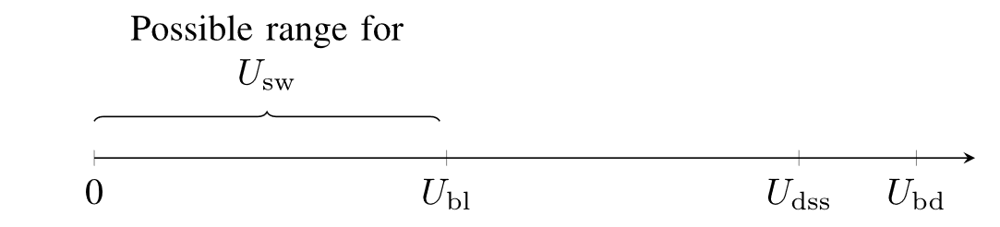 Possible range for
U_sw
0 U_bl U_dss U_bd